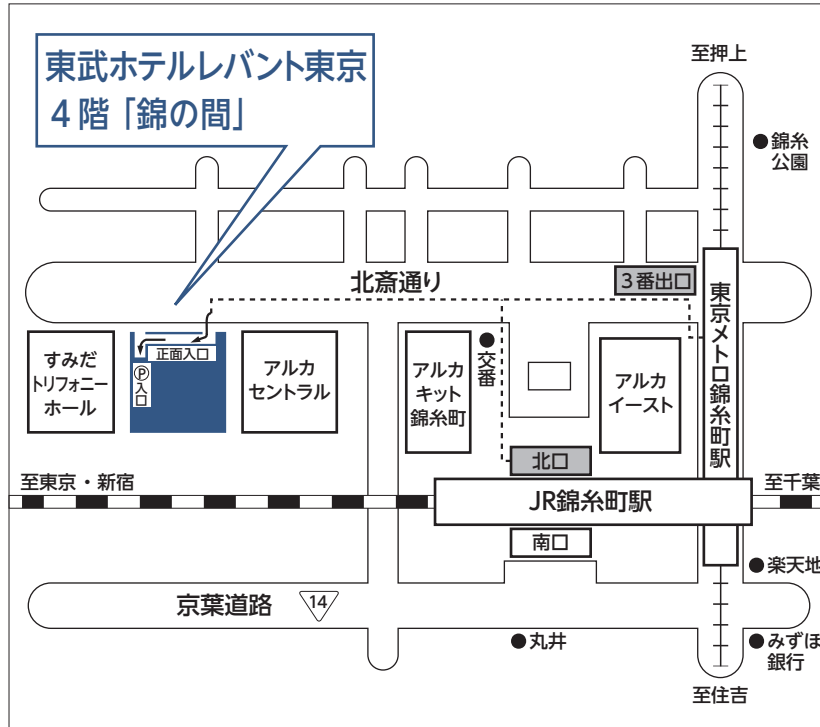 東武ホテルレバント東京
4階「錦の間」
至押上
錦糸
公園
北斎通り
3番出口
東京メトロ錦糸町駅
すみだ
トリフォニー
ホール
正面入口
P
入口
アルカ
セントラル
アルカ
キット
錦糸町
交番
アルカ
イースト
北口
至東京・新宿
JR錦糸町駅
至千葉
南口
楽天地
京葉道路
14
丸井
みずほ
銀行
至住吉